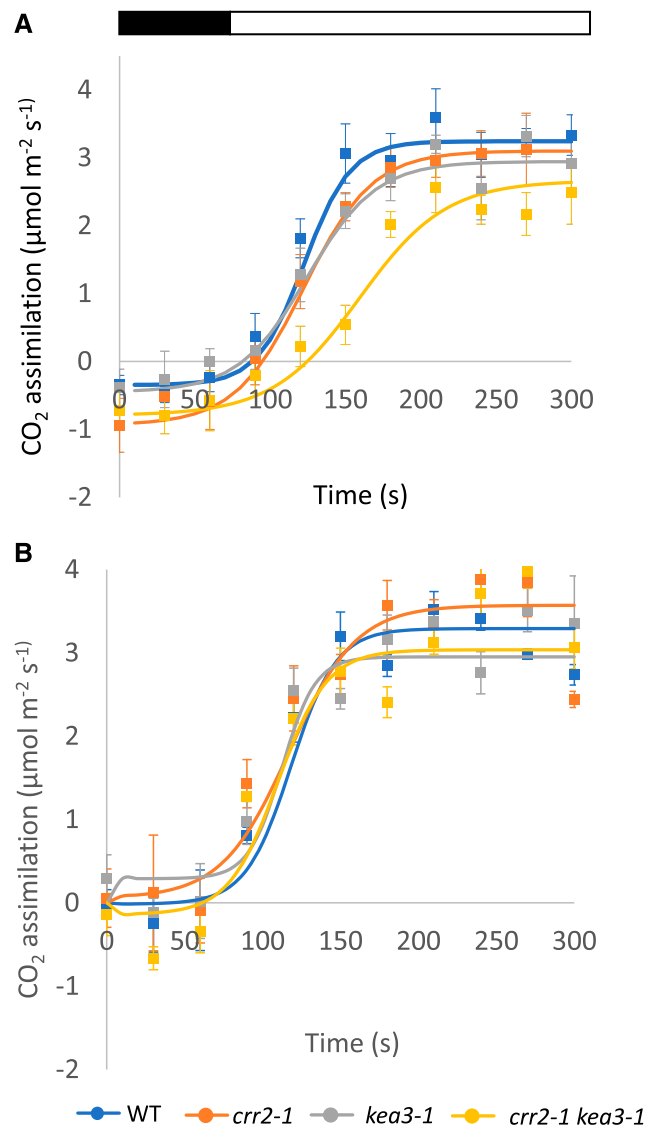 A
4
3
2
1
0
-1
-2
0 50 100 150 200 250 300
CO₂ assimilation (µmol m⁻² s⁻¹)
Time (s)
B
4
3
2
1
0
-1
-2
0 50 100 150 200 250 300
CO₂ assimilation (µmol m⁻² s⁻¹)
Time (s)
WT crr2-1 kea3-1 crr2-1 kea3-1